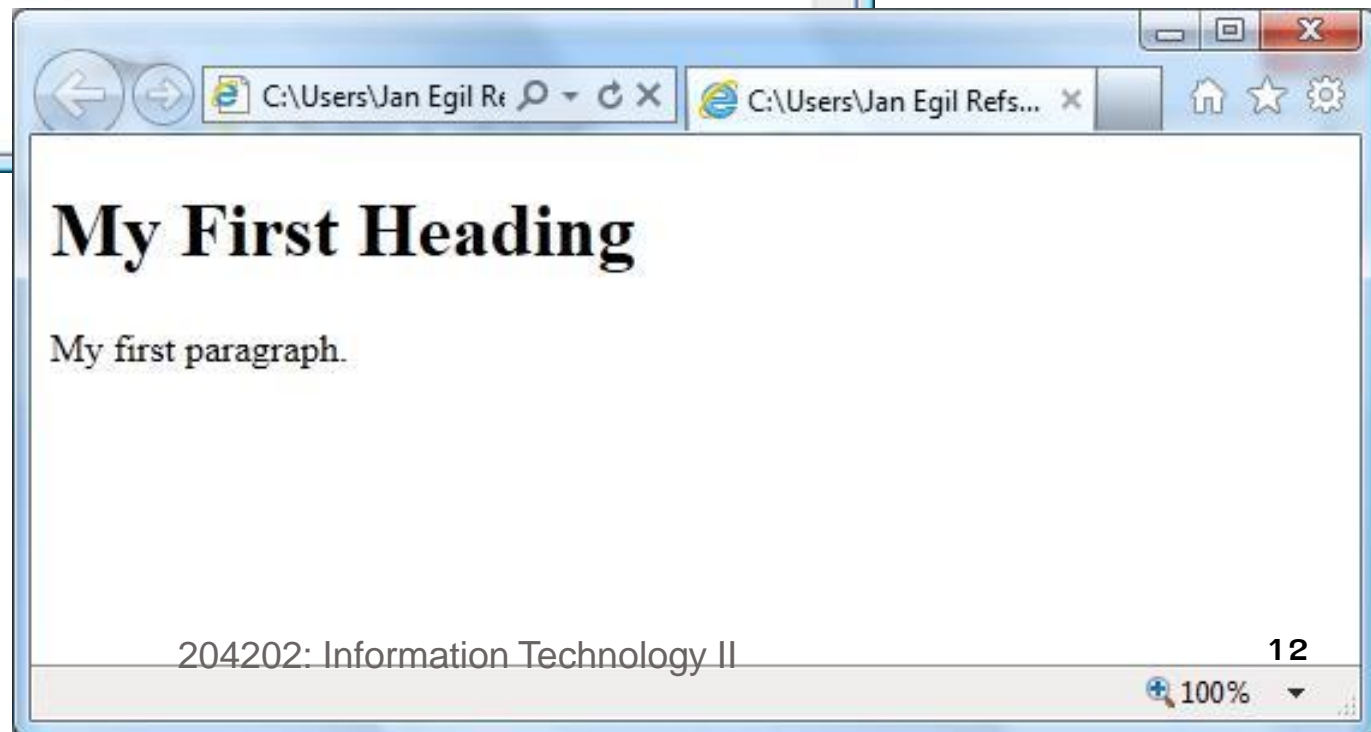 C:\Users\Jan Egil Re
C:\Users\Jan Egil Refs...
My First Heading
My first paragraph.
204202: Information Technology II
12
100%